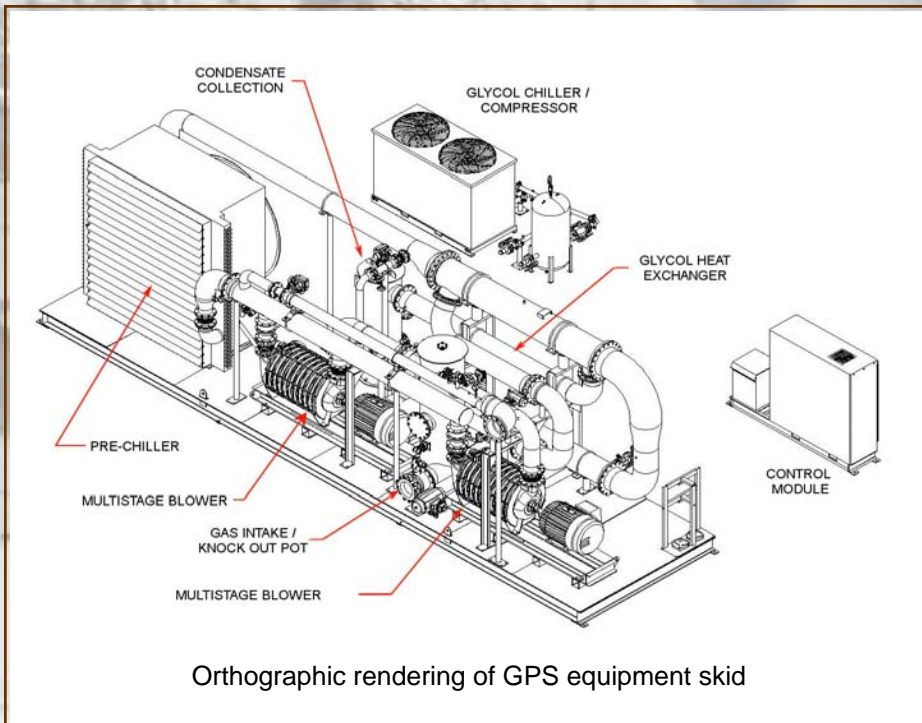 CONDENSATE
COLLECTION
GLYCOL CHILLER /
COMPRESSOR
GLYCOL HEAT
EXCHANGER
PRE-CHILLER
MULTISTAGE BLOWER
GAS INTAKE /
KNOCK OUT POT
MULTISTAGE BLOWER
CONTROL
MODULE
Orthographic rendering of GPS equipment skid